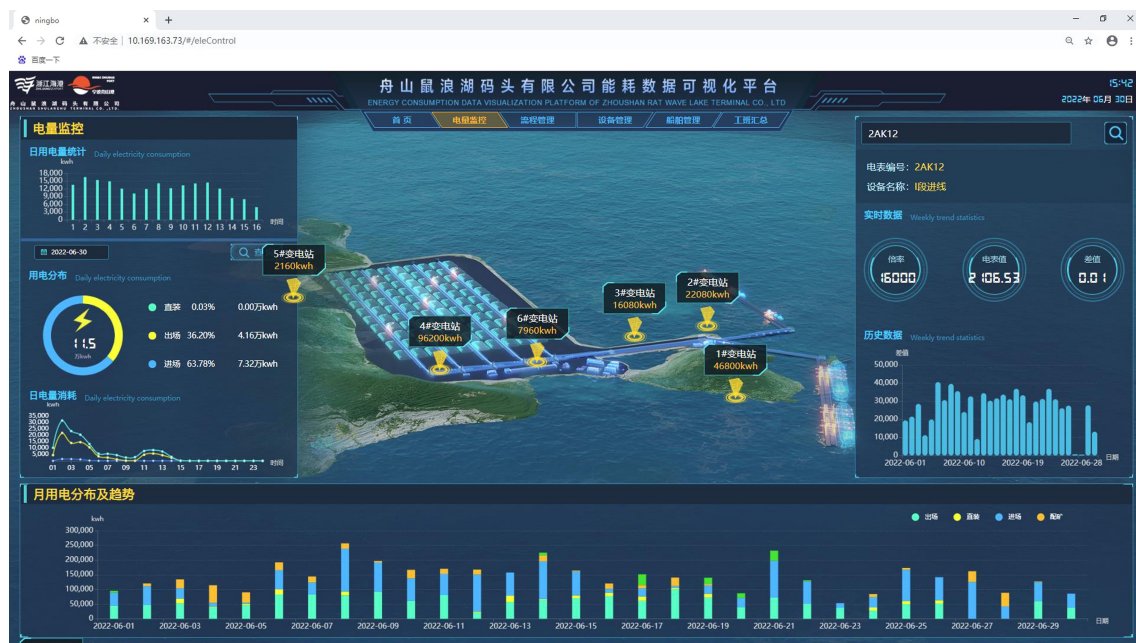 ningbo
不安全 | 10.169.163.73/#/eleControl
百度一下
浙江海港
舟山鼠浪湖码头有限公司
ZHOUSHAN SHULANGHU TERMINAL CO.,LTD.
舟山鼠浪湖码头有限公司能耗数据可视化平台
ENERGY CONSUMPTION DATA VISUALIZATION PLATFORM OF ZHOUSHAN RAT WAVE LAKE TERMINAL CO., LTD
15:42
2022年 06月 30日
首页 电量监控 流程管理 设备管理 船舶管理 工班汇总
电量监控
日用电量统计 Daily electricity consumption
kwh
18,000
15,000
12,000
9,000
6,000
3,000
0
1 2 3 4 5 6 7 8 9 10 11 12 13 14 15 16 时间
2022-06-30
用电分布 Daily electricity consumption
11.5
万kwh
直装 0.03% 0.00万kwh
出场 36.20% 4.16万kwh
进场 63.78% 7.32万kwh
日电量消耗 Daily electricity consumption
kwh
35,000
30,000
25,000
20,000
15,000
10,000
5,000
01 03 05 07 09 11 13 15 17 19 21 23 时间
5#变电站
2160kwh
4#变电站
96200kwh
6#变电站
7960kwh
3#变电站
16080kwh
2#变电站
22080kwh
1#变电站
46800kwh
2AK12
电表编号: 2AK12
设备名称: I段进线
实时数据 Weekly trend statistics
倍率
16000
电表值
2106.53
差值
0.01
历史数据 Weekly trend statistics
差值
50,000
40,000
30,000
20,000
10,000
0
2022-06-01 2022-06-10 2022-06-19 2022-06-28 日期
月用电分布及趋势
出场 直装 进场 配矿
kwh
300,000
250,000
200,000
150,000
100,000
50,000
0
2022-06-01 2022-06-03 2022-06-05 2022-06-07 2022-06-09 2022-06-11 2022-06-13 2022-06-15 2022-06-17 2022-06-19 2022-06-21 2022-06-23 2022-06-25 2022-06-27 2022-06-29 日期